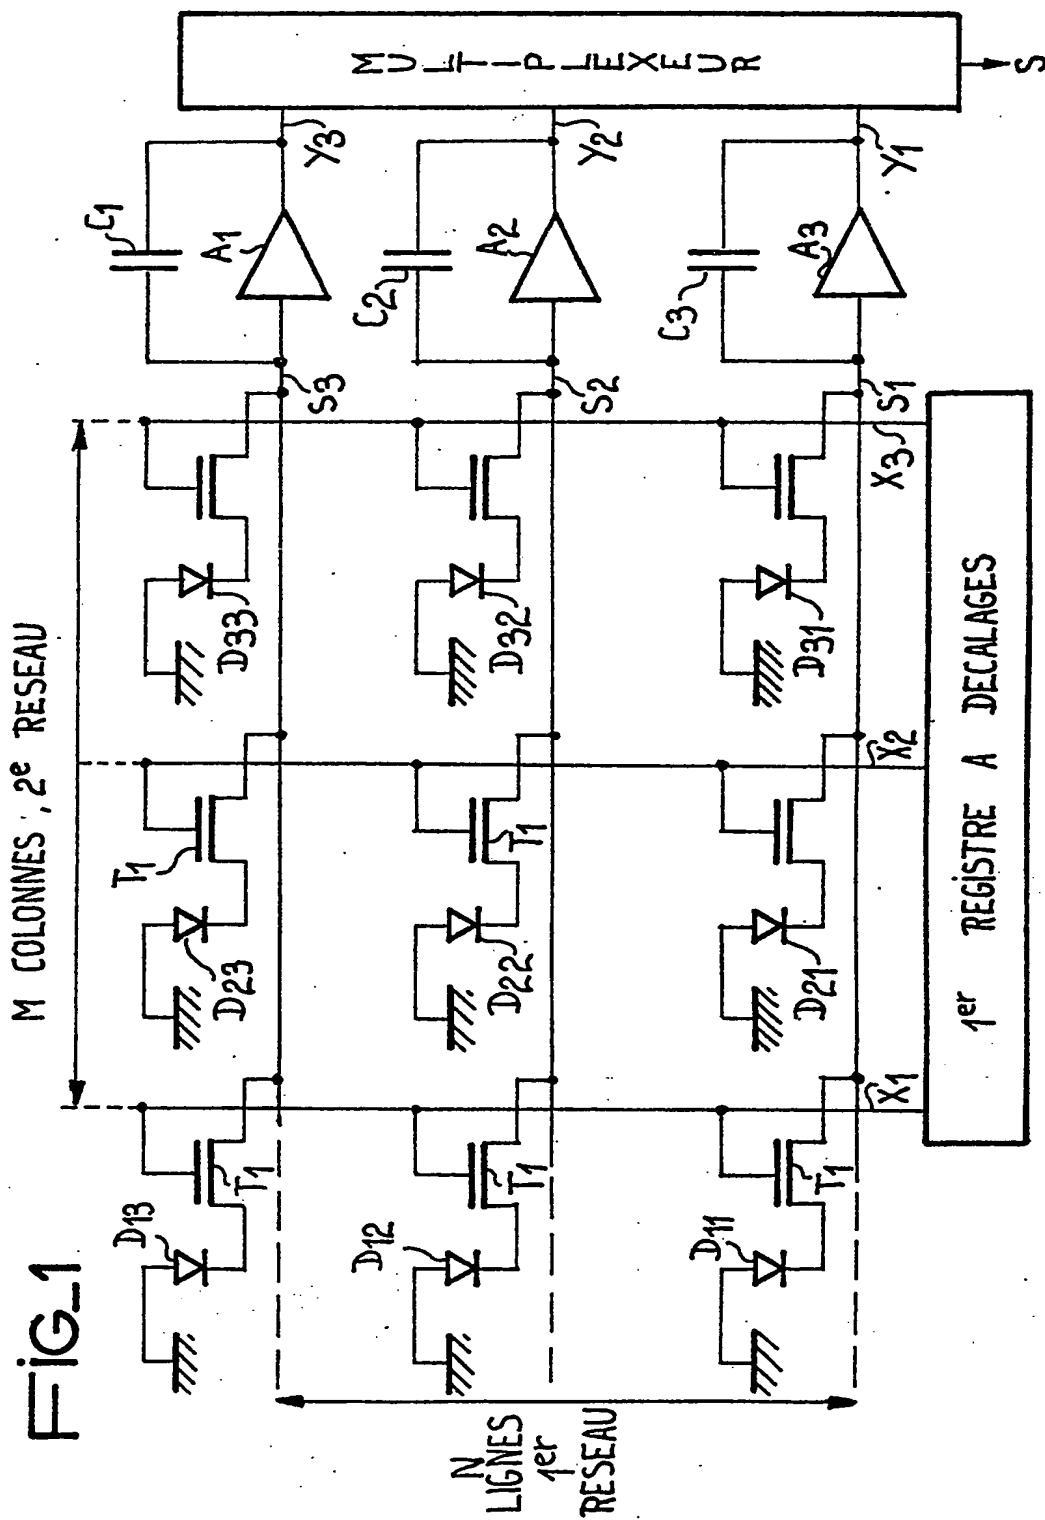 FIG_1
M COLONNES, 2e RESEAU
N
LIGNES
1er
RESEAU
D13
T1
D23
T1
D33
S3
C1
A1
Y3
D12
T1
D22
T1
D32
S2
C2
A2
Y2
D11
T1
D21
D31
S1
C3
A3
Y1
X1
X2
X3
MULTIPLEXEUR
S
1er REGISTRE A DECALAGES